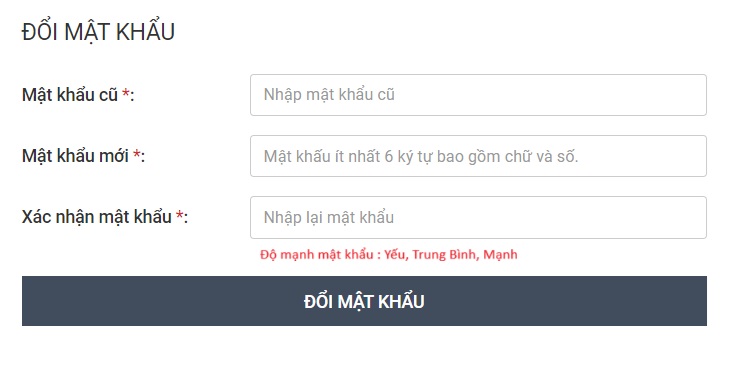 ĐỔI MẬT KHẨU
Mật khẩu cũ *:
Nhập mật khẩu cũ
Mật khẩu mới *:
Mật khẩu ít nhất 6 ký tự bao gồm chữ và số.
Xác nhận mật khẩu *:
Nhập lại mật khẩu
Độ mạnh mật khẩu : Yếu, Trung Bình, Mạnh
ĐỔI MẬT KHẨU